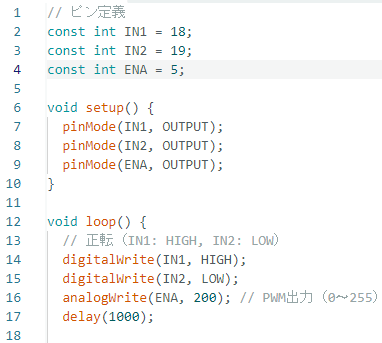 1 // ピン定義
2 const int IN1 = 18;
3 const int IN2 = 19;
4 const int ENA = 5;
5
6 void setup() {
7   pinMode(IN1, OUTPUT);
8   pinMode(IN2, OUTPUT);
9   pinMode(ENA, OUTPUT);
10 }
11
12 void loop() {
13   // 正転（IN1: HIGH, IN2: LOW）
14   digitalWrite(IN1, HIGH);
15   digitalWrite(IN2, LOW);
16   analogWrite(ENA, 200); // PWM出力（0～255）
17   delay(1000);
18